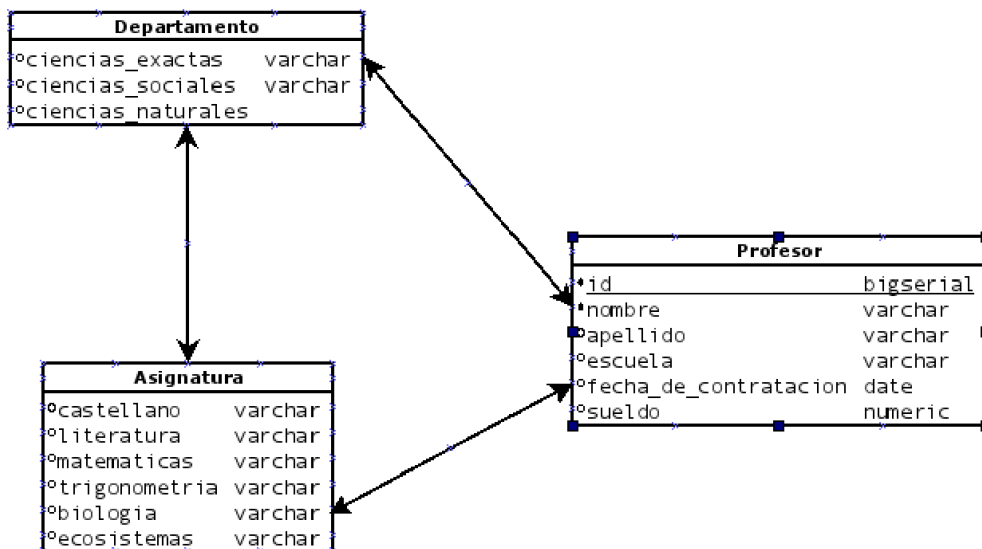 Departamento
ciencias_exactas varchar
ciencias_sociales varchar
ciencias_naturales
Profesor
id bigserial
nombre varchar
apellido varchar
escuela varchar
fecha_de_contratacion date
sueldo numeric
Asignatura
castellano varchar
literatura varchar
matematicas varchar
trigonometria varchar
biologia varchar
ecosistemas varchar